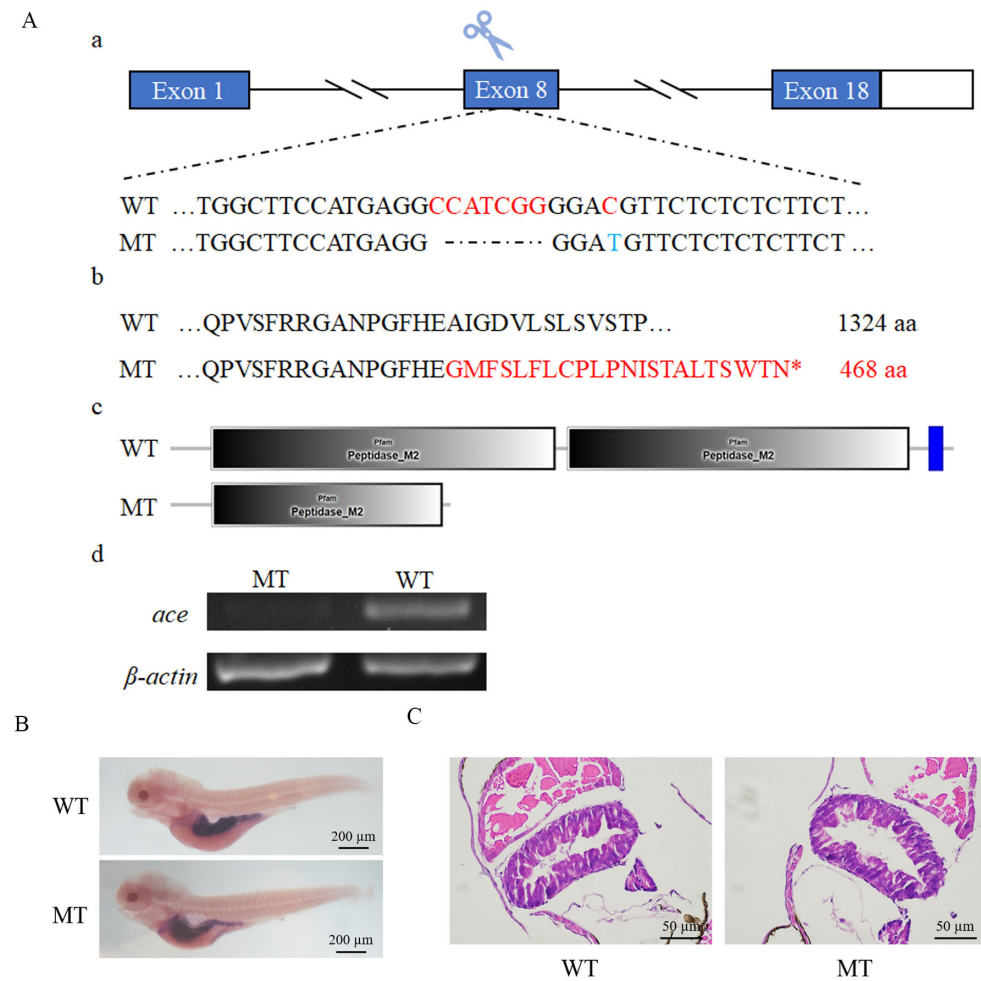 A
a
Exon 1
Exon 8
Exon 18
WT …TGGCTTCCATGAGGCCATCGGGGACGTTCTCTCTCTTCT…
MT …TGGCTTCCATGAGG -·-·-·-·-·- GGATGTTCTCTCTCTTCT …
b
WT …QPVSFRRGANPGFHEAIGDVLSLSVSTP… 1324 aa
MT …QPVSFRRGANPGFHEGMFSLFLCPLPNISTALTSWTN* 468 aa
c
WT
Pfam
Peptidase_M2
Pfam
Peptidase_M2
MT
Pfam
Peptidase_M2
d
MT WT
ace
β-actin
B
WT
200 µm
MT
200 µm
C
50 µm
50 µm
WT
MT